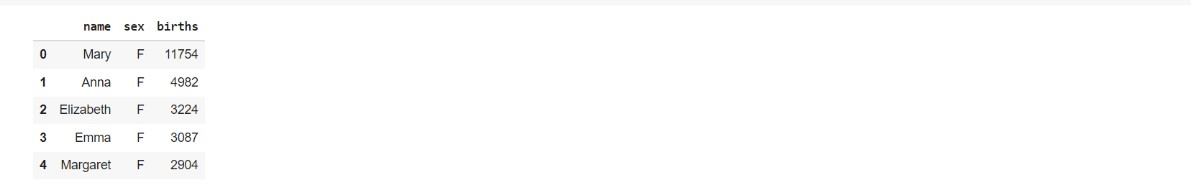 name sex births
0 Mary F 11754
1 Anna F 4982
2 Elizabeth F 3224
3 Emma F 3087
4 Margaret F 2904